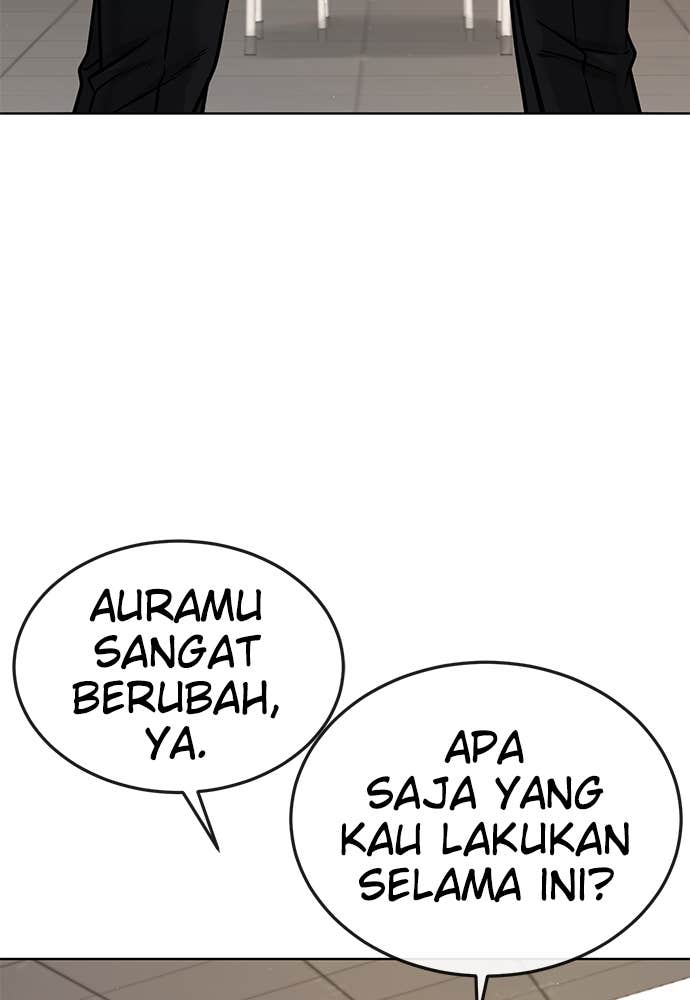 AURAMU
SANGAT
BERUBAH,
YA.
APA
SAJA YANG
KAU LAKUKAN
SELAMA INI?